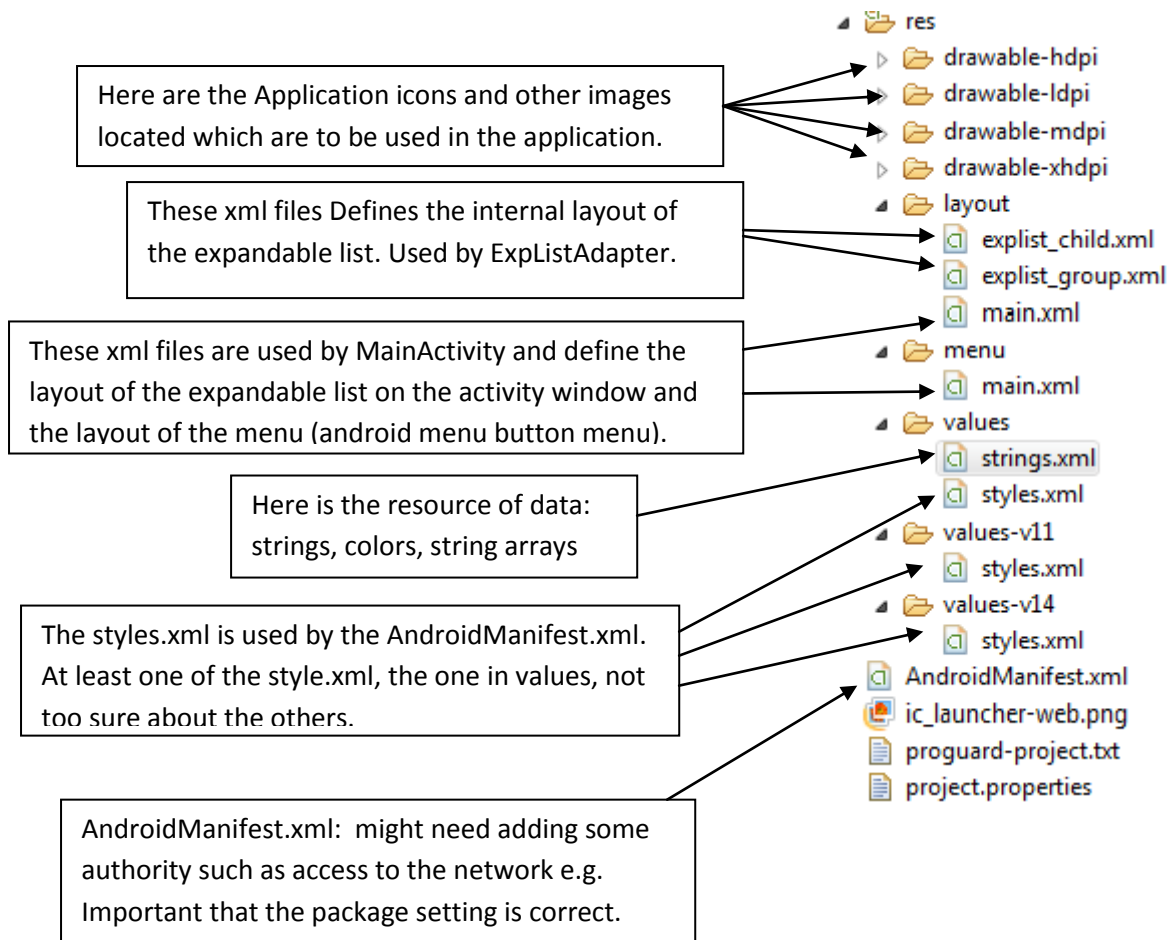 res
drawable-hdpi
drawable-ldpi
drawable-mdpi
drawable-xhdpi
layout
explist_child.xml
explist_group.xml
main.xml
menu
main.xml
values
strings.xml
styles.xml
values-v11
styles.xml
values-v14
styles.xml
AndroidManifest.xml
ic_launcher-web.png
proguard-project.txt
project.properties
Here are the Application icons and other images
located which are to be used in the application.
These xml files Defines the internal layout of
the expandable list. Used by ExpListAdapter.
These xml files are used by MainActivity and define the
layout of the expandable list on the activity window and
the layout of the menu (android menu button menu).
Here is the resource of data:
strings, colors, string arrays
The styles.xml is used by the AndroidManifest.xml.
At least one of the style.xml, the one in values, not
too sure about the others.
AndroidManifest.xml:  might need adding some
authority such as access to the network e.g.
Important that the package setting is correct.